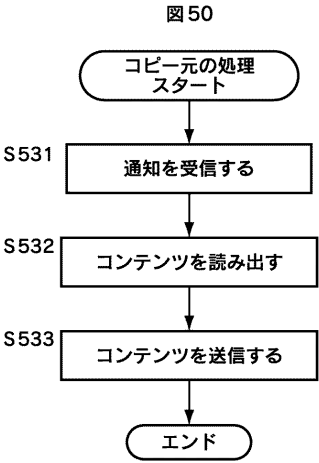 図50
コピー元の処理
スタート
S531
通知を受信する
S532
コンテンツを読み出す
S533
コンテンツを送信する
エンド